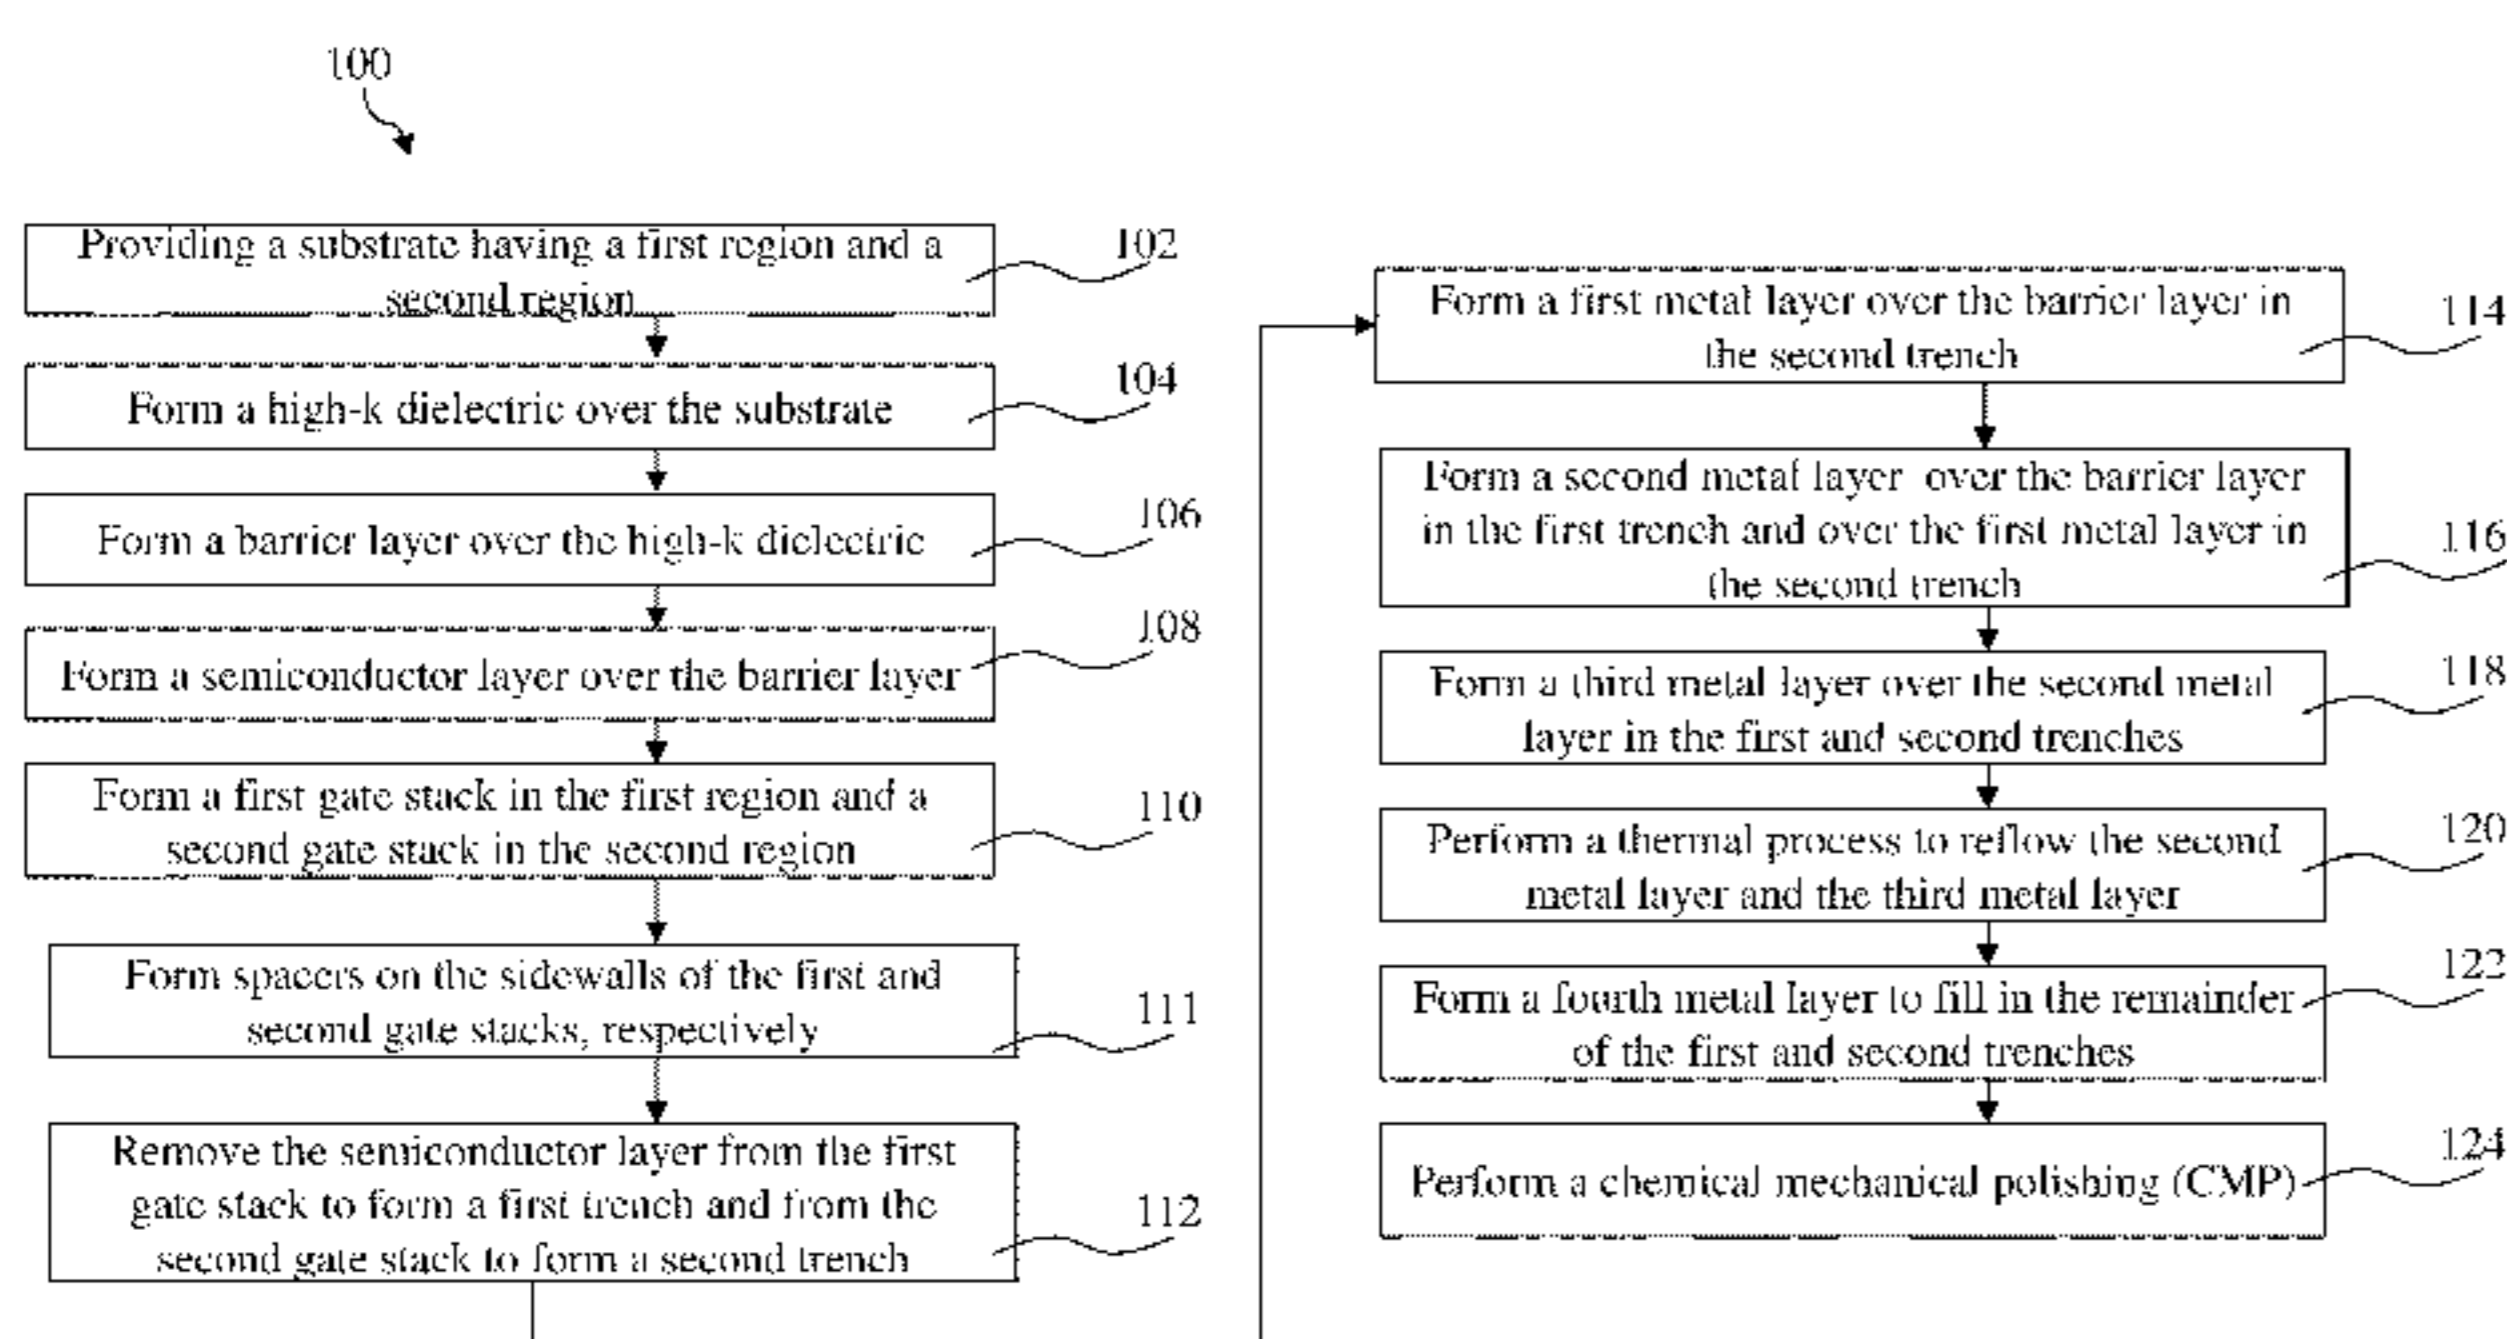 100
Providing a substrate having a first region and a
second region
102
Form a high-k dielectric over the substrate
104
Form a barrier layer over the high-k dielectric
106
Form a semiconductor layer over the barrier layer
108
Form a first gate stack in the first region and a
second gate stack in the second region
110
Form spacers on the sidewalls of the first and
second gate stacks, respectively
111
Remove the semiconductor layer from the first
gate stack to form a first trench and from the
second gate stack to form a second trench
112
Form a first metal layer over the barrier layer in
the second trench
114
Form a second metal layer over the barrier layer
in the first trench and over the first metal layer in
the second trench
116
Form a third metal layer over the second metal
layer in the first and second trenches
118
Perform a thermal process to reflow the second
metal layer and the third metal layer
120
Form a fourth metal layer to fill in the remainder
of the first and second trenches
122
Perform a chemical mechanical polishing (CMP)
124